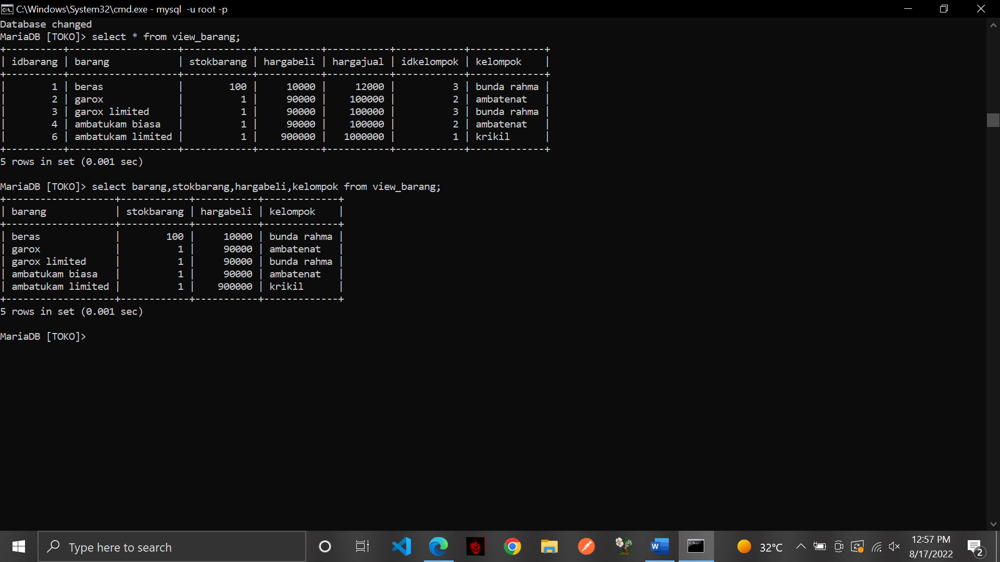 C:\Windows\System32\cmd.exe - mysql  -u root -p
Database changed
MariaDB [TOKO]> select * from view_barang;
+----------+-------------------+------------+-----------+-----------+------------+-------------+
| idbarang | barang            | stokbarang | hargabeli | hargajual | idkelompok | kelompok    |
+----------+-------------------+------------+-----------+-----------+------------+-------------+
|        1 | beras             |        100 |     10000 |     12000 |          3 | bunda rahma |
|        2 | garox             |          1 |     90000 |    100000 |          2 | ambatenat   |
|        3 | garox limited     |          1 |     90000 |    100000 |          3 | bunda rahma |
|        4 | ambatukam biasa   |          1 |     90000 |    100000 |          2 | ambatenat   |
|        6 | ambatukam limited |          1 |    900000 |   1000000 |          1 | krikil      |
+----------+-------------------+------------+-----------+-----------+------------+-------------+
5 rows in set (0.001 sec)
MariaDB [TOKO]> select barang,stokbarang,hargabeli,kelompok from view_barang;
+-------------------+------------+-----------+-------------+
| barang            | stokbarang | hargabeli | kelompok    |
+-------------------+------------+-----------+-------------+
| beras             |        100 |     10000 | bunda rahma |
| garox             |          1 |     90000 | ambatenat   |
| garox limited     |          1 |     90000 | bunda rahma |
| ambatukam biasa   |          1 |     90000 | ambatenat   |
| ambatukam limited |          1 |    900000 | krikil      |
+-------------------+------------+-----------+-------------+
5 rows in set (0.001 sec)
MariaDB [TOKO]>
Type here to search
32°C
12:57 PM
8/17/2022
2